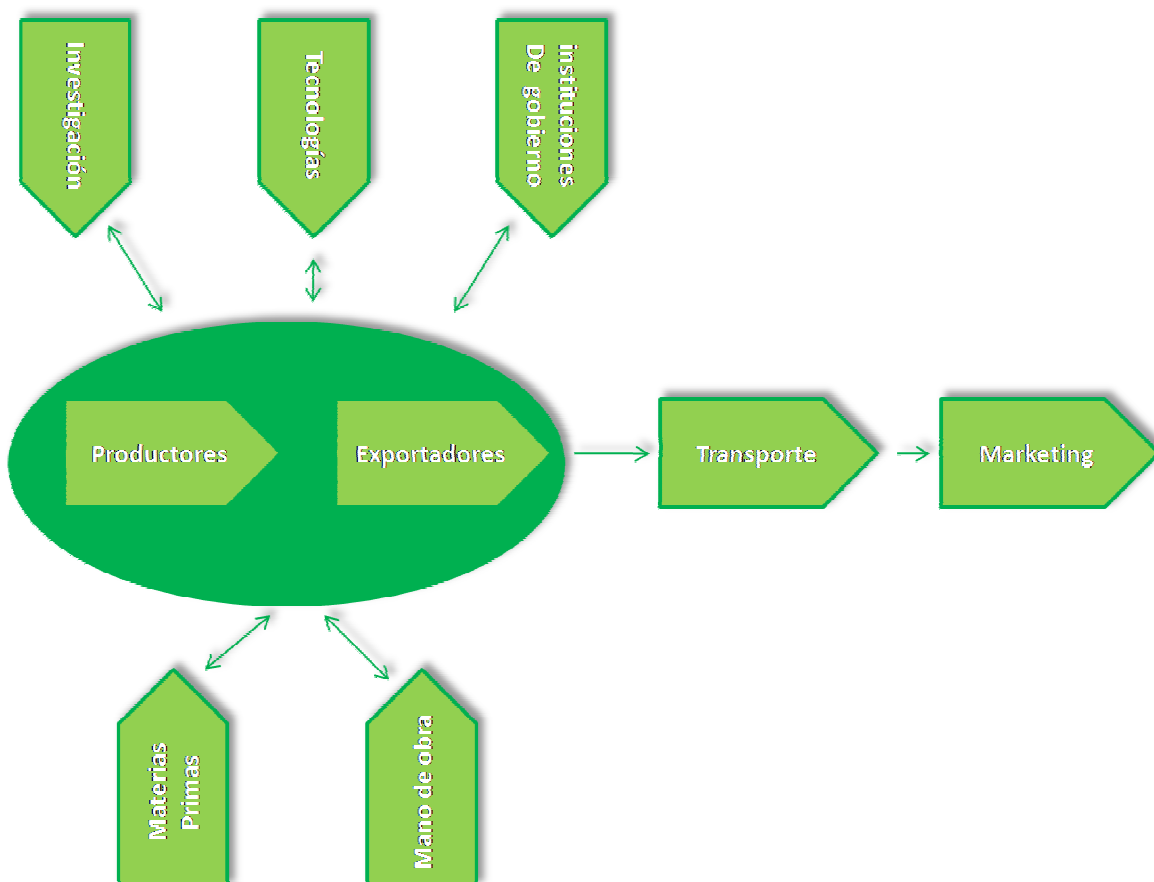 Investigación
Tecnologías
instituciones
De gobierno
Productores
Exportadores
Transporte
Marketing
Materias
Primas
Mano de obra